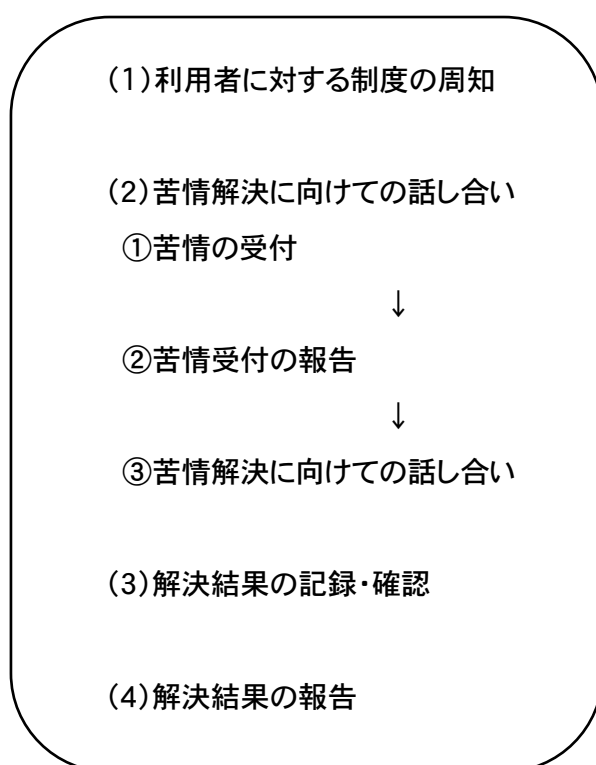 (1)利用者に対する制度の周知
(2)苦情解決に向けての話し合い
①苦情の受付
↓
②苦情受付の報告
↓
③苦情解決に向けての話し合い
(3)解決結果の記録・確認
(4)解決結果の報告